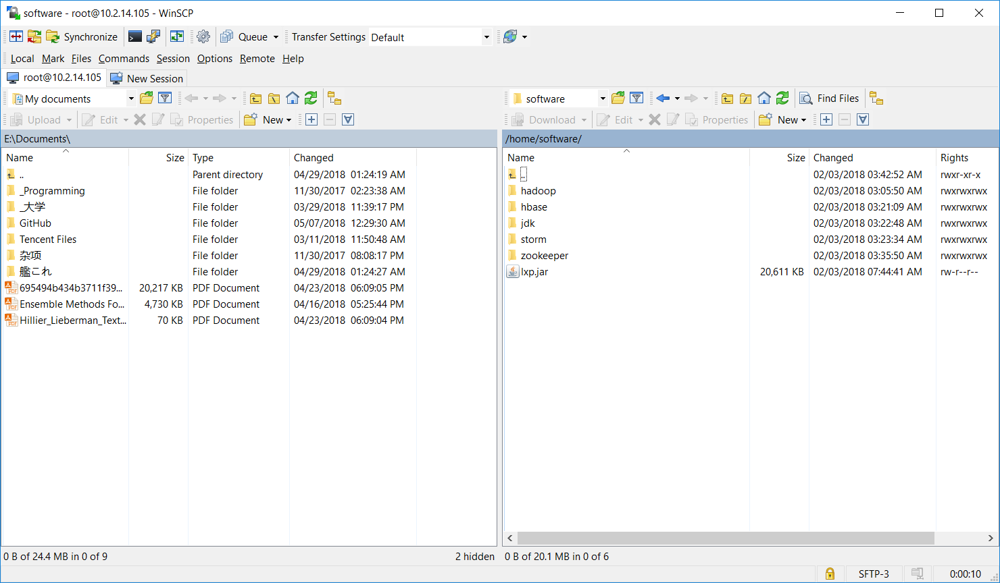 software - root@10.2.14.105 - WinSCP
Synchronize Queue Transfer Settings Default
Local Mark Files Commands Session Options Remote Help
root@10.2.14.105 New Session
My documents
Upload Edit Properties New
E:\Documents\
Name Size Type Changed
.. Parent directory 04/29/2018 01:24:19 AM
_Programming File folder 11/30/2017 02:23:38 AM
_大学 File folder 03/29/2018 11:39:17 PM
GitHub File folder 05/07/2018 12:29:30 AM
Tencent Files File folder 03/11/2018 11:50:48 AM
杂项 File folder 11/30/2017 08:08:17 PM
艦これ File folder 04/29/2018 01:24:27 AM
695494b434b3711f39... 20,217 KB PDF Document 04/23/2018 06:09:05 PM
Ensemble Methods Fo... 4,730 KB PDF Document 04/16/2018 05:25:44 PM
Hillier_Lieberman_Text... 70 KB PDF Document 04/23/2018 06:09:04 PM
0 B of 24.4 MB in 0 of 9 2 hidden
software Find Files
Download Edit Properties New
/home/software/
Name Size Changed Rights
.. 02/03/2018 03:42:52 AM rwxr-xr-x
hadoop 02/03/2018 03:05:50 AM rwxrwxrwx
hbase 02/03/2018 03:21:09 AM rwxrwxrwx
jdk 02/03/2018 03:22:48 AM rwxrwxrwx
storm 02/03/2018 03:23:34 AM rwxrwxrwx
zookeeper 02/03/2018 03:35:50 AM rwxrwxrwx
lxp.jar 20,611 KB 02/03/2018 07:44:41 AM rw-r--r--
0 B of 20.1 MB in 0 of 6
SFTP-3 0:00:10